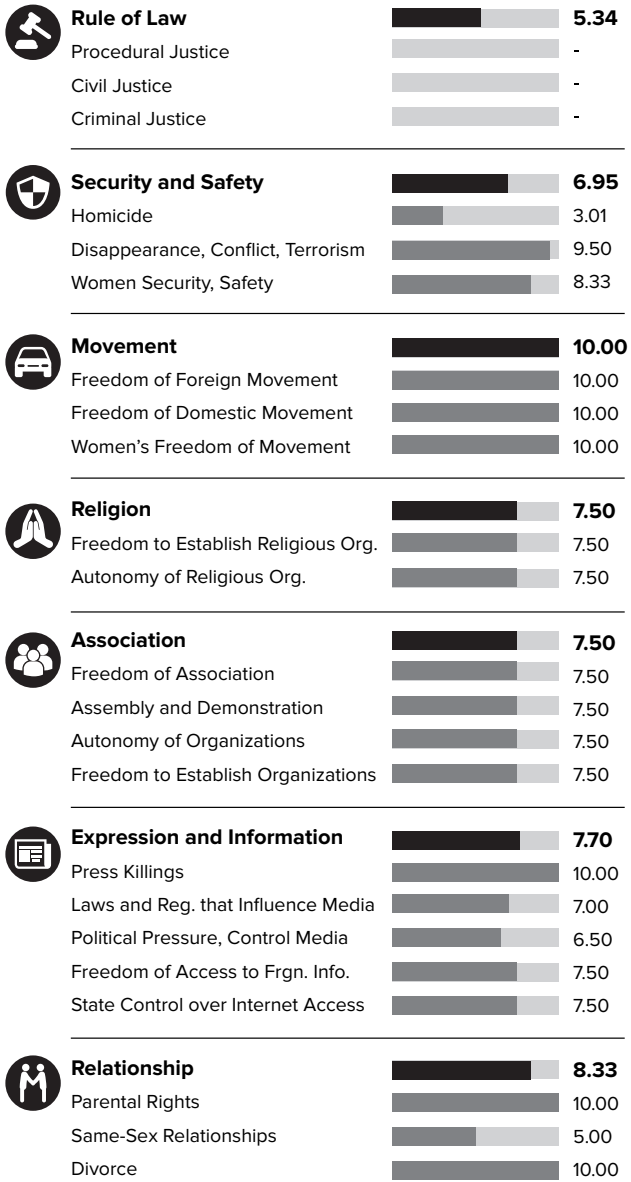 Rule of Law 5.34
Procedural Justice -
Civil Justice -
Criminal Justice -
Security and Safety 6.95
Homicide 3.01
Disappearance, Conflict, Terrorism 9.50
Women Security, Safety 8.33
Movement 10.00
Freedom of Foreign Movement 10.00
Freedom of Domestic Movement 10.00
Women's Freedom of Movement 10.00
Religion 7.50
Freedom to Establish Religious Org. 7.50
Autonomy of Religious Org. 7.50
Association 7.50
Freedom of Association 7.50
Assembly and Demonstration 7.50
Autonomy of Organizations 7.50
Freedom to Establish Organizations 7.50
Expression and Information 7.70
Press Killings 10.00
Laws and Reg. that Influence Media 7.00
Political Pressure, Control Media 6.50
Freedom of Access to Frgn. Info. 7.50
State Control over Internet Access 7.50
Relationship 8.33
Parental Rights 10.00
Same-Sex Relationships 5.00
Divorce 10.00